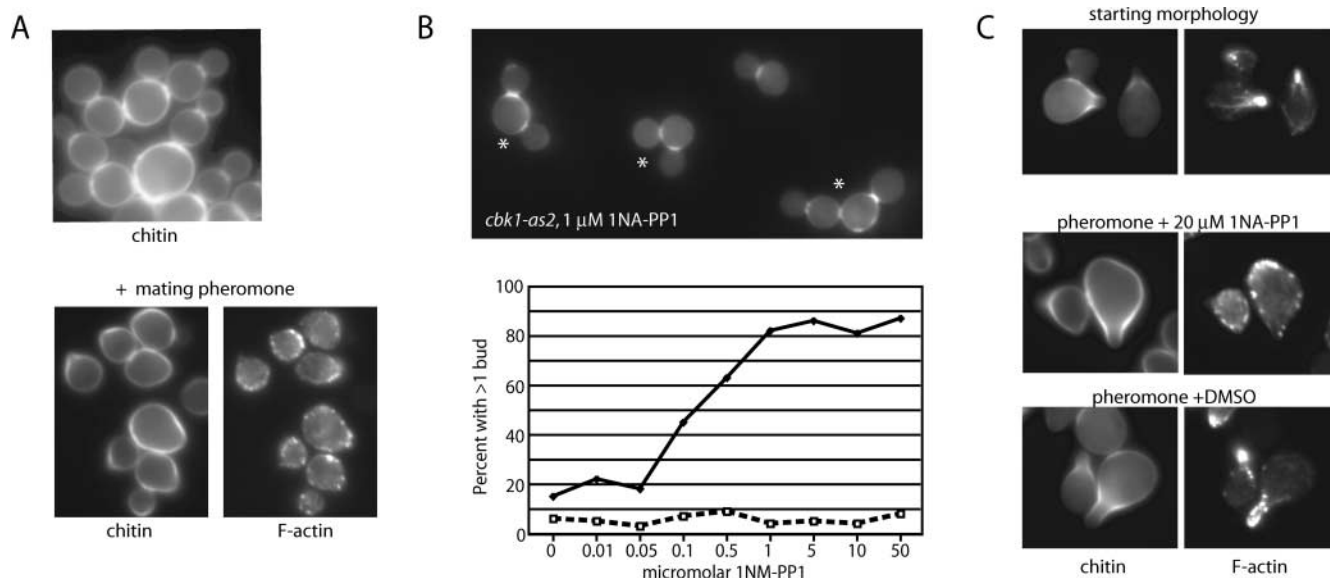 A
chitin
+ mating pheromone
chitin
F-actin
B
*
*
*
cbk1-as2, 1 µM 1NA-PP1
100
80
60
40
20
0
Percent with >1 bud
0 0.01 0.05 0.1 0.5 1 5 10 50
micromolar 1NM-PP1
C
starting morphology
pheromone + 20 µM 1NA-PP1
pheromone +DMSO
chitin
F-actin